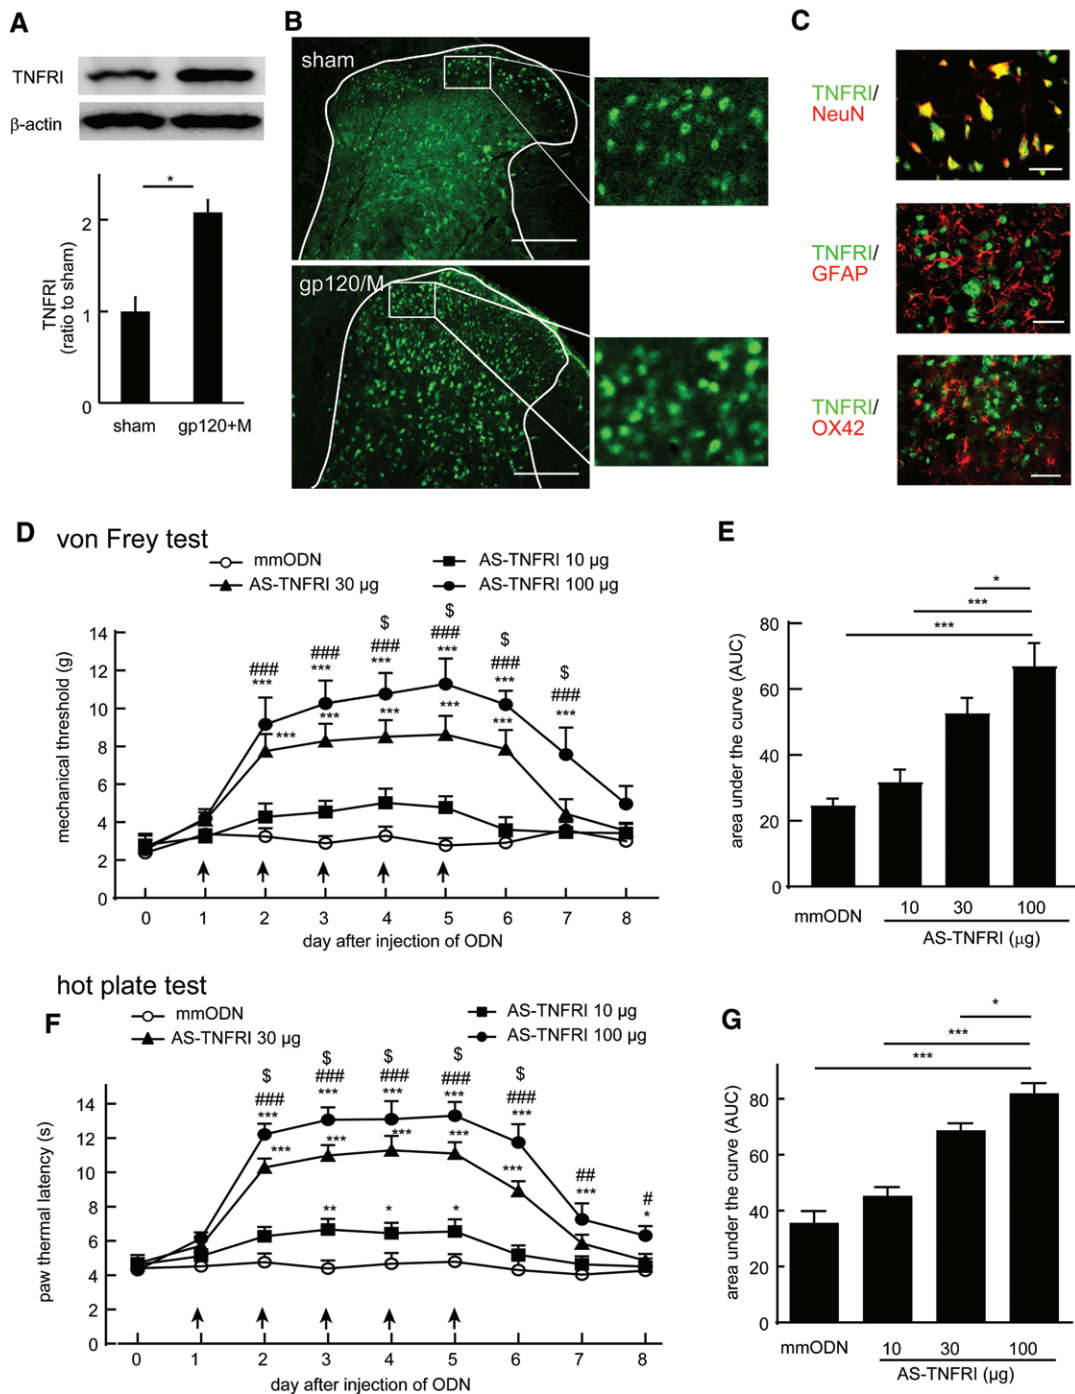 A
TNFRI
β-actin
*
2
1
0
TNFRI
(ratio to sham)
sham
gp120+M
B
sham
gp120/M
C
TNFRI/
NeuN
TNFRI/
GFAP
TNFRI/
OX42
D
von Frey test
mmODN
AS-TNFRI 10 µg
AS-TNFRI 30 µg
AS-TNFRI 100 µg
mechanical threshold (g)
14
12
10
8
6
4
2
0
$ $ $ $
### ### ### ### ### ###
*** *** *** *** *** ***
*** *** *** *** ***
0 1 2 3 4 5 6 7 8
day after injection of ODN
E
*
***
***
area under the curve (AUC)
80
60
40
20
0
mmODN
10 30 100
AS-TNFRI (µg)
hot plate test
F
mmODN
AS-TNFRI 10 µg
AS-TNFRI 30 µg
AS-TNFRI 100 µg
paw thermal latency (s)
14
12
10
8
6
4
2
0
$ $ $ $ $
### ### ### ### ### ## #
*** *** *** *** *** *** *
*** *** *** *** ***
** * *
0 1 2 3 4 5 6 7 8
day after injection of ODN
G
*
***
***
area under the curve (AUC)
80
60
40
20
0
mmODN
10 30 100
AS-TNFRI (µg)